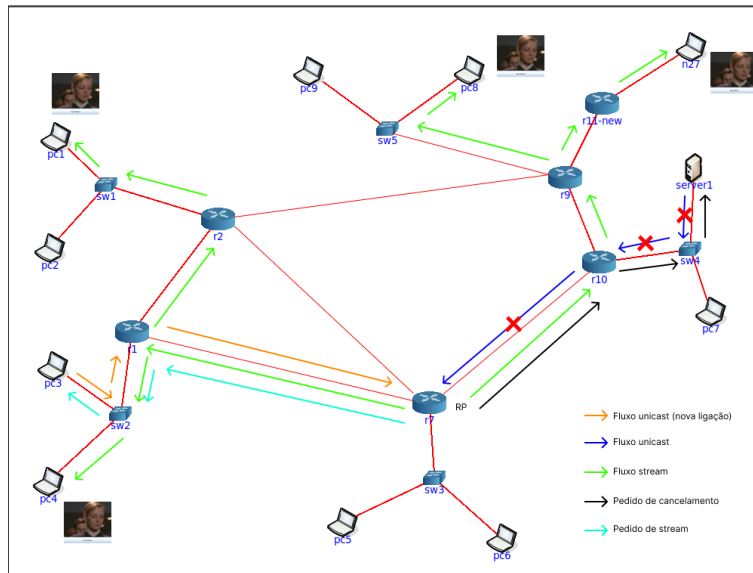 pc9
pc8
n27
r11-new
pc1
sw5
server1
sw1
r9
r2
sw4
pc2
r10
pc7
r1
pc3
r7
RP
sw2
Fluxo unicast (nova ligação)
Fluxo unicast
pc4
Fluxo stream
sw3
Pedido de cancelamento
pc5
pc6
Pedido de stream